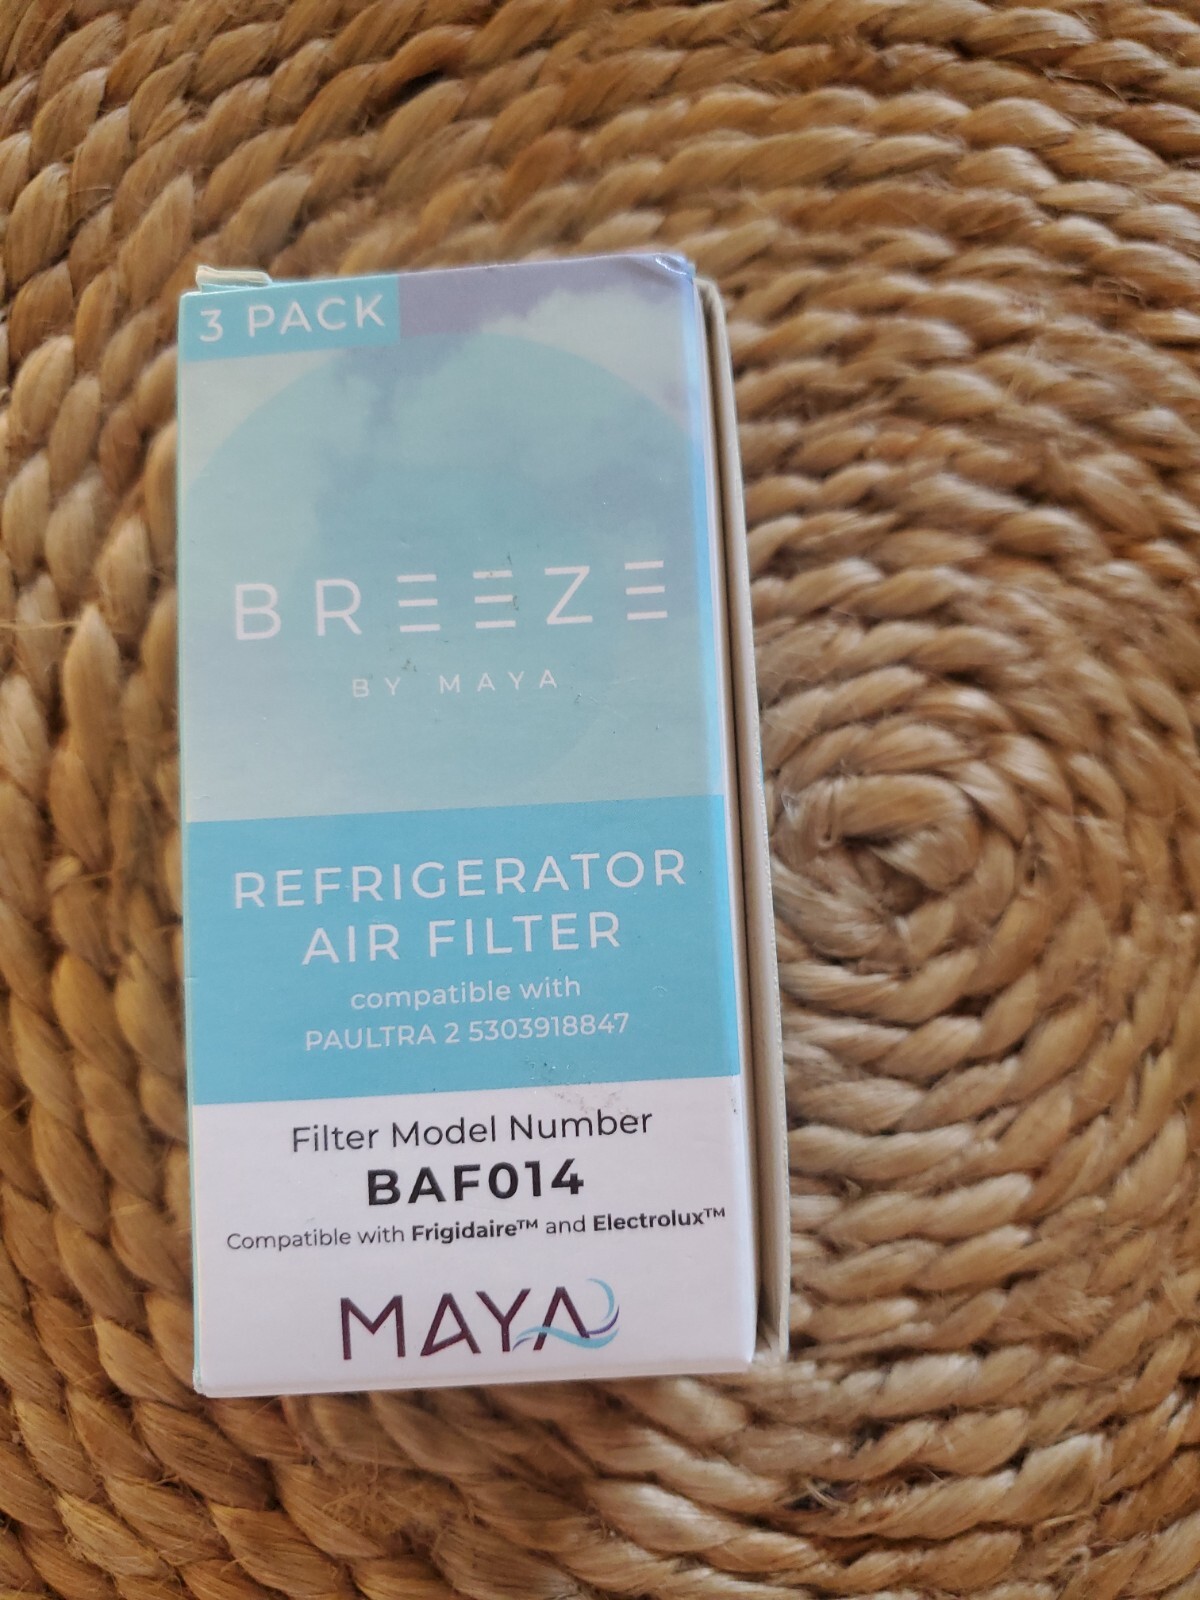 3 PACK
BREEZE
BY MAYA
REFRIGERATOR
AIR FILTER
compatible with
PAULTRA 2 5303918847
Filter Model Number
BAF014
Compatible with Frigidaire™ and Electrolux™
MAYA